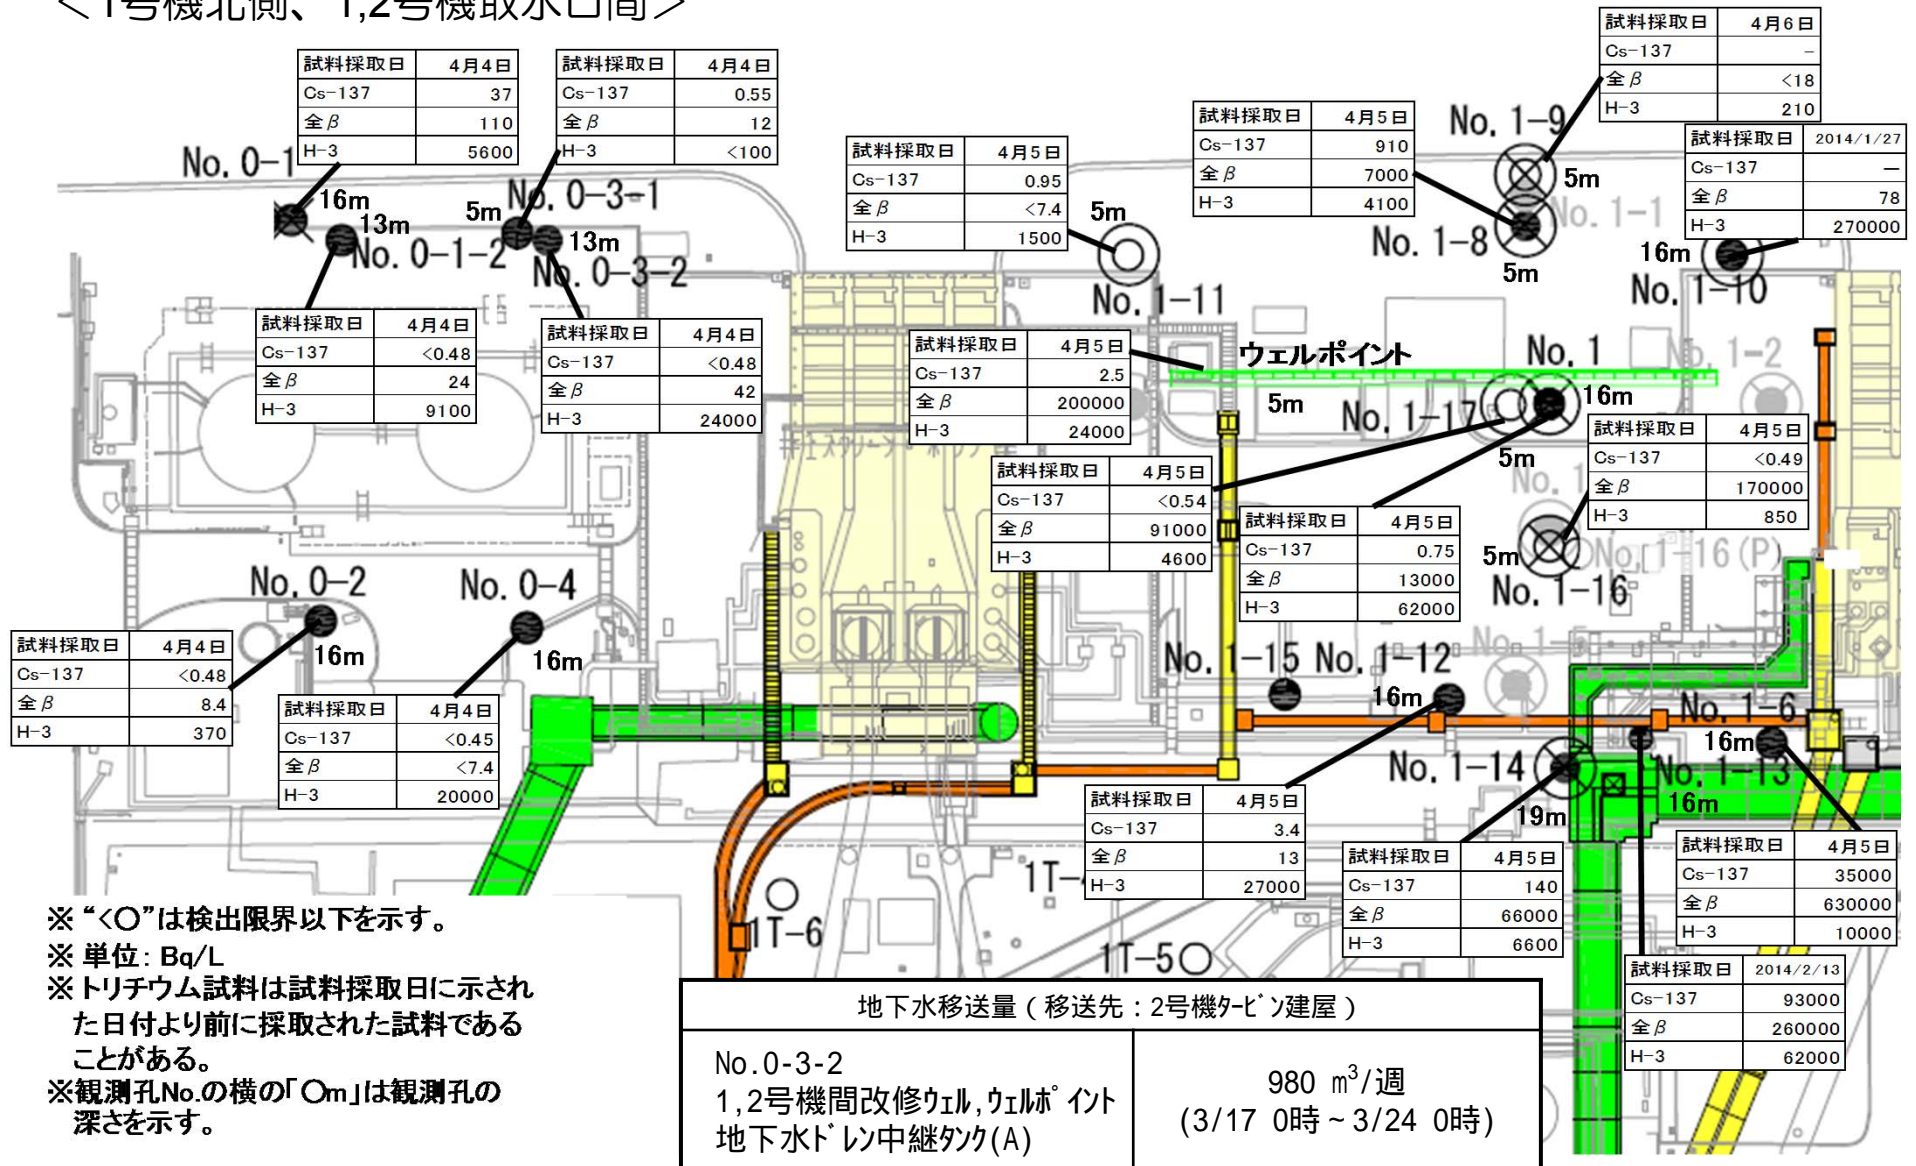 ＜1号機北側、1,2号機取水口間＞
試料採取日 4月4日
Cs-137 37
全β 110
H-3 5600
試料採取日 4月4日
Cs-137 0.55
全β 12
H-3 <100
試料採取日 4月5日
Cs-137 0.95
全β <7.4
H-3 1500
試料採取日 4月5日
Cs-137 910
全β 7000
H-3 4100
試料採取日 4月6日
Cs-137 -
全β <18
H-3 210
試料採取日 2014/1/27
Cs-137 —
全β 78
H-3 270000
No. 0-1
16m
13m
No. 0-1-2
5m
No. 0-3-1
13m
No. 0-3-2
5m
No. 1-11
No. 1-9
5m
No. 1-1
No. 1-8
5m
16m
No. 1-10
試料採取日 4月4日
Cs-137 <0.48
全β 24
H-3 9100
試料採取日 4月4日
Cs-137 <0.48
全β 42
H-3 24000
試料採取日 4月5日
Cs-137 2.5
全β 200000
H-3 24000
ウェルポイント
5m
No. 1
No. 1-2
16m
No. 1-17
5m
試料採取日 4月5日
Cs-137 <0.54
全β 91000
H-3 4600
試料採取日 4月5日
Cs-137 0.75
全β 13000
H-3 62000
試料採取日 4月5日
Cs-137 <0.49
全β 170000
H-3 850
5m
No. 1-16(P)
No. 1-16
No. 0-2
16m
No. 0-4
16m
No. 1-15
No. 1-12
16m
No. 1-5
No. 1-6
16m
No. 1-14
19m
No. 1-13
16m
試料採取日 4月4日
Cs-137 <0.48
全β 8.4
H-3 370
試料採取日 4月4日
Cs-137 <0.45
全β <7.4
H-3 20000
試料採取日 4月5日
Cs-137 3.4
全β 13
H-3 27000
試料採取日 4月5日
Cs-137 140
全β 66000
H-3 6600
試料採取日 4月5日
Cs-137 35000
全β 630000
H-3 10000
試料採取日 2014/2/13
Cs-137 93000
全β 260000
H-3 62000
1T-6
1T-5
※“<○”は検出限界以下を示す。
※単位: Bq/L
※トリチウム試料は試料採取日に示され
た日付より前に採取された試料である
ことがある。
※観測孔No.の横の「○m」は観測孔の
深さを示す。
地下水移送量（移送先：2号機ﾀｰﾋﾞﾝ建屋）
No.0-3-2
1,2号機間改修ｳｪﾙ,ｳｪﾙﾎﾟｲﾝﾄ
地下水ﾄﾞﾚﾝ中継ﾀﾝｸ(A)
980 m³/週
(3/17 0時～3/24 0時)